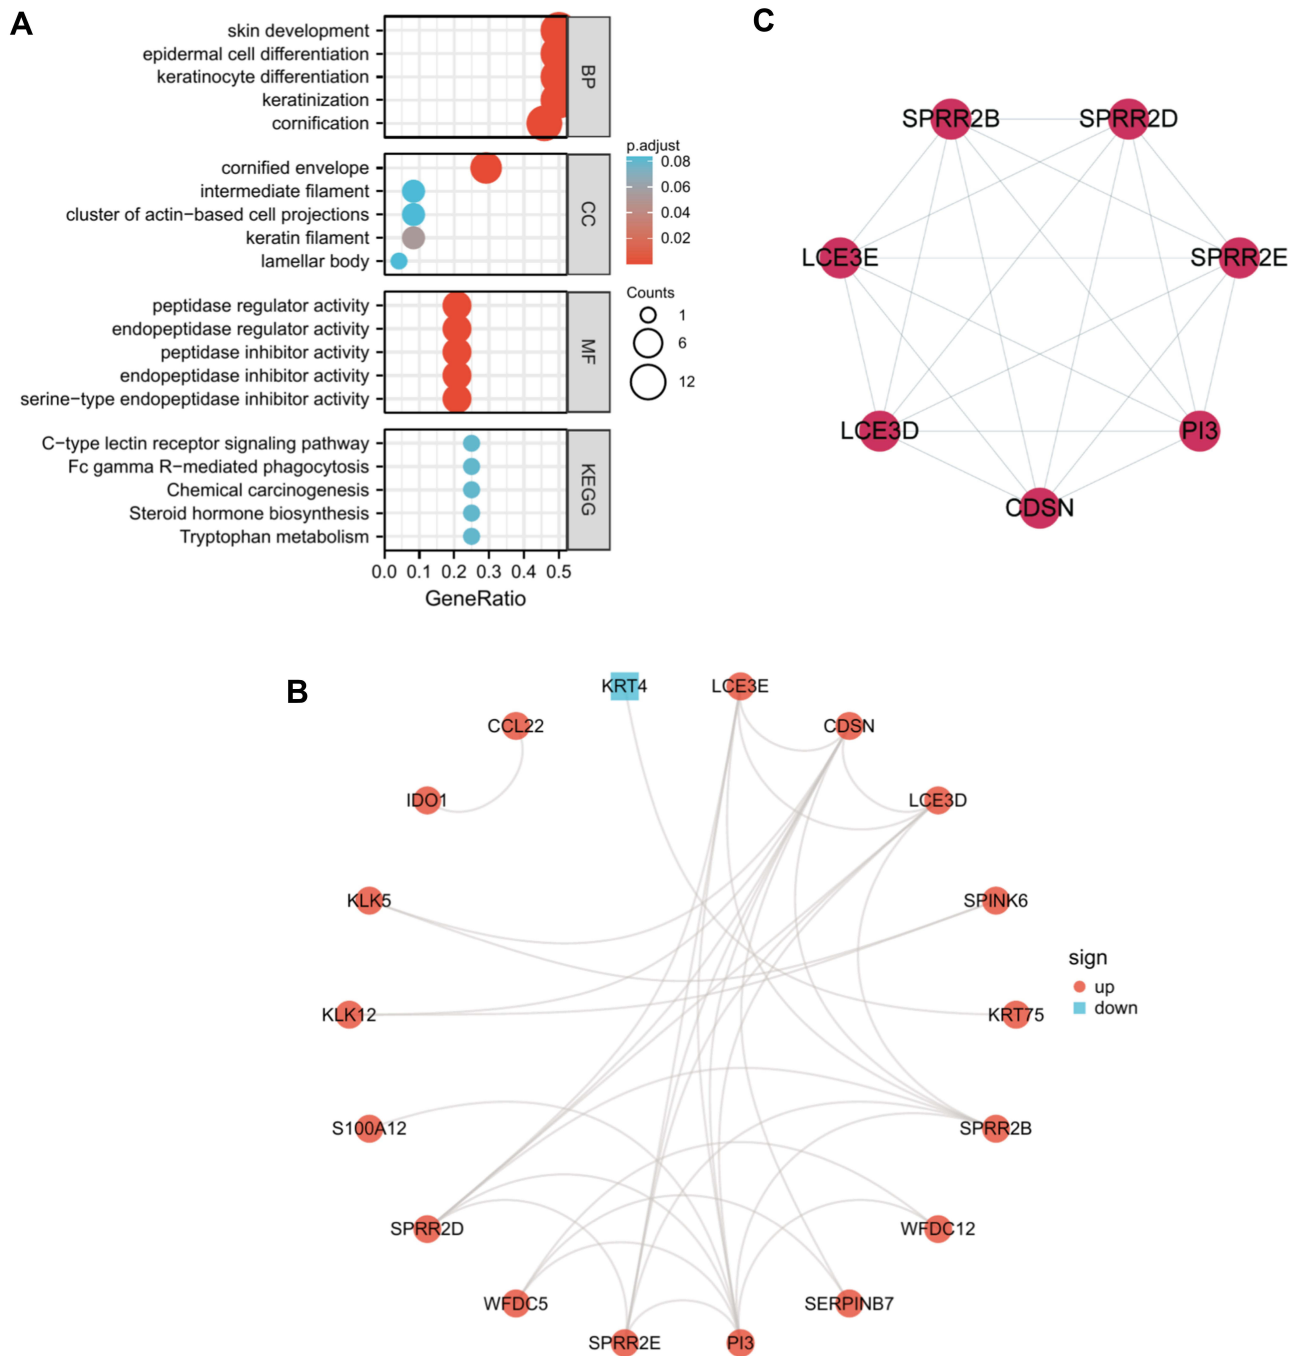 A
skin development
epidermal cell differentiation
keratinocyte differentiation
keratinization
cornification
BP
cornified envelope
intermediate filament
cluster of actin−based cell projections
keratin filament
lamellar body
CC
peptidase regulator activity
endopeptidase regulator activity
peptidase inhibitor activity
endopeptidase inhibitor activity
serine−type endopeptidase inhibitor activity
MF
C−type lectin receptor signaling pathway
Fc gamma R−mediated phagocytosis
Chemical carcinogenesis
Steroid hormone biosynthesis
Tryptophan metabolism
KEGG
0.0 0.1 0.2 0.3 0.4 0.5
GeneRatio
p.adjust
0.08
0.06
0.04
0.02
Counts
1
6
12
C
SPRR2B
SPRR2D
LCE3E
SPRR2E
LCE3D
PI3
CDSN
B
KRT4
LCE3E
CCL22
CDSN
IDO1
LCE3D
KLK5
SPINK6
KLK12
KRT75
S100A12
SPRR2B
SPRR2D
WFDC12
WFDC5
SERPINB7
SPRR2E
PI3
sign
up
down